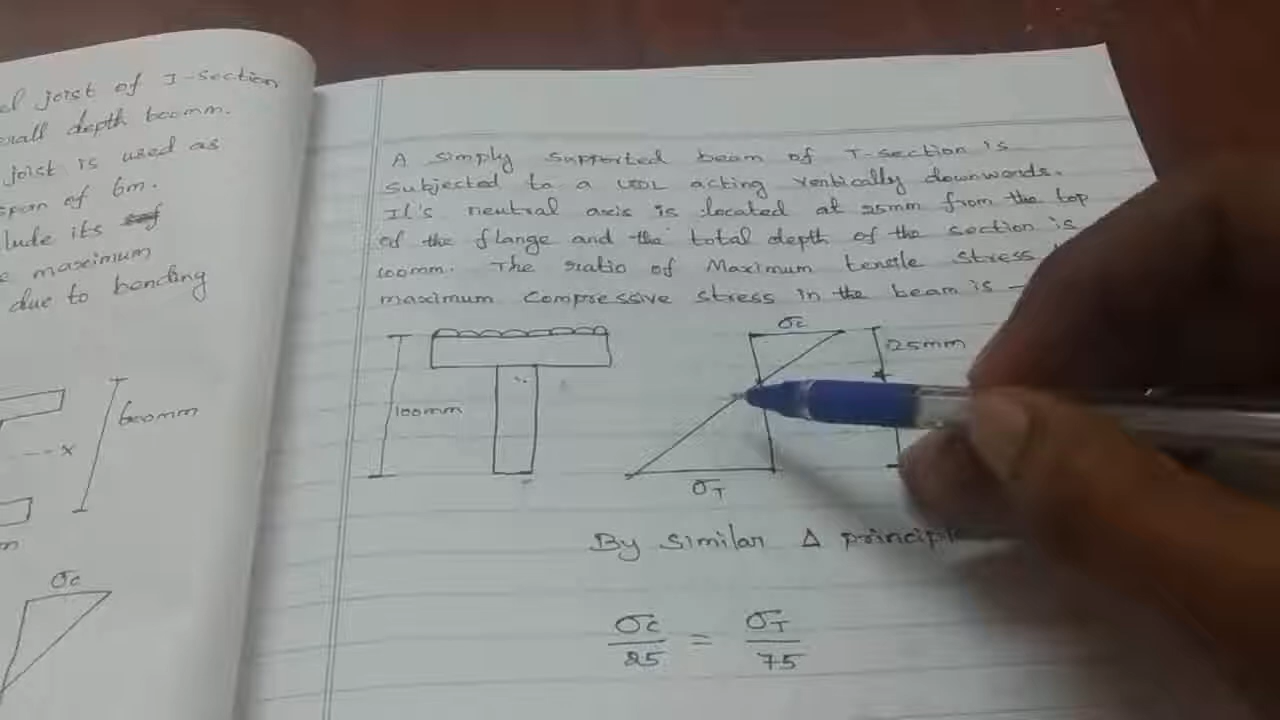 el joist of I-section
erall depth 600mm.
joist is used as
span of 6m.
lude its
e maximum
due to bending
600mm
x
σc
A simply supported beam of T-section is
subjected to a UDL acting vertically downwards.
It's neutral axis is located at 25mm from the top
of the flange and the total depth of the section is
100mm. The ratio of Maximum tensile stress
maximum compressive stress in the beam is -
σc
25mm
100mm
σT
By similar Δ principle
σc/25 = σT/75